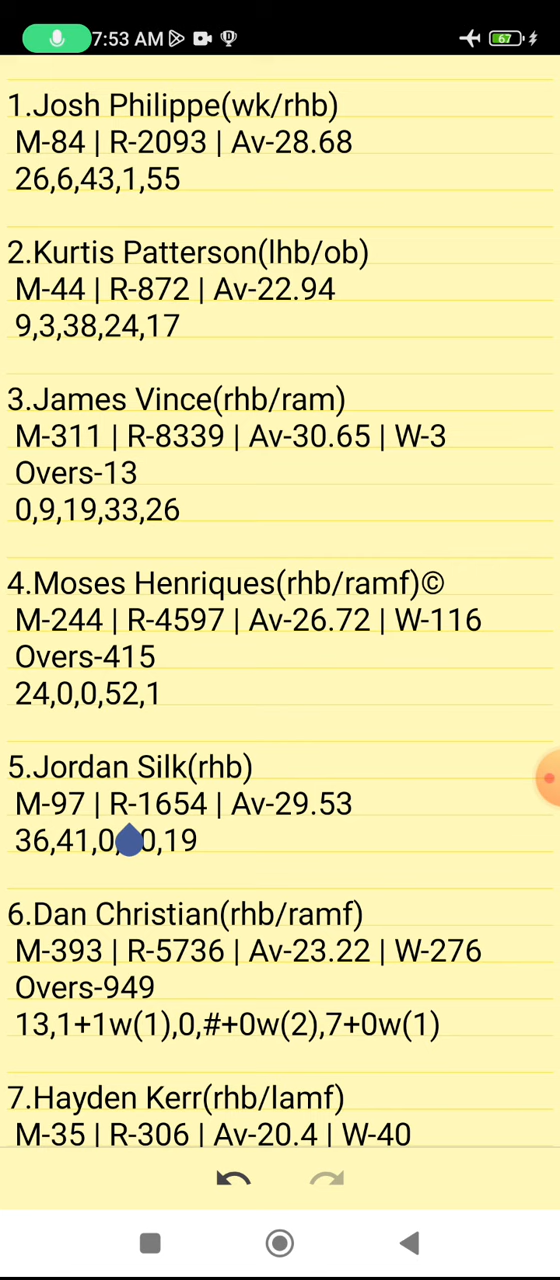 7:53 AM
67
1.Josh Philippe(wk/rhb)
M-84 | R-2093 | Av-28.68
26,6,43,1,55
2.Kurtis Patterson(lhb/ob)
M-44 | R-872 | Av-22.94
9,3,38,24,17
3.James Vince(rhb/ram)
M-311 | R-8339 | Av-30.65 | W-3
Overs-13
0,9,19,33,26
4.Moses Henriques(rhb/ramf)©
M-244 | R-4597 | Av-26.72 | W-116
Overs-415
24,0,0,52,1
5.Jordan Silk(rhb)
M-97 | R-1654 | Av-29.53
36,41,0, 0,19
6.Dan Christian(rhb/ramf)
M-393 | R-5736 | Av-23.22 | W-276
Overs-949
13,1+1w(1),0,#+0w(2),7+0w(1)
7.Hayden Kerr(rhb/lamf)
M-35 | R-306 | Av-20.4 | W-40